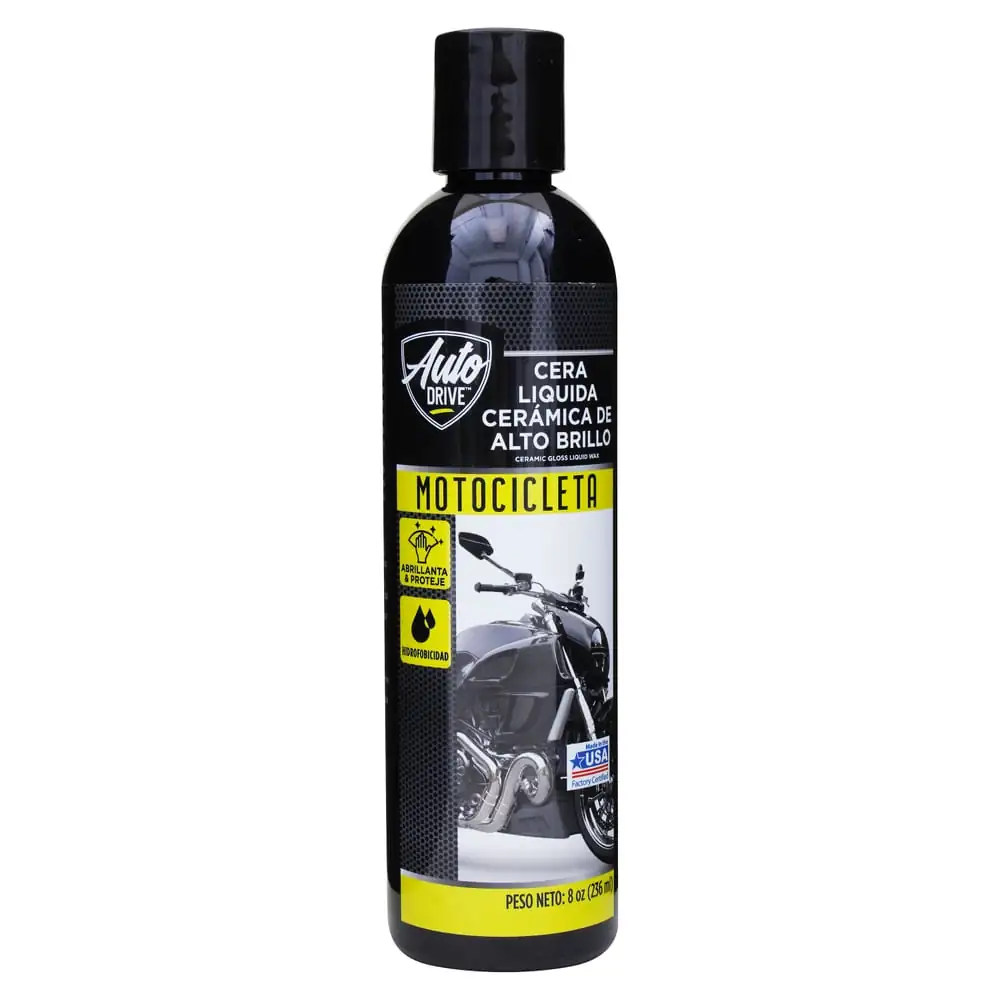 Auto
DRIVE™
CERA
LIQUIDA
CERÁMICA DE
ALTO BRILLO
CERAMIC GLOSS LIQUID WAX
MOTOCICLETA
ABRILLANTA
& PROTEJE
HIDROFOBICIDAD
Made in the
USA
Factory Certified
PESO NETO: 8 oz (236 ml)